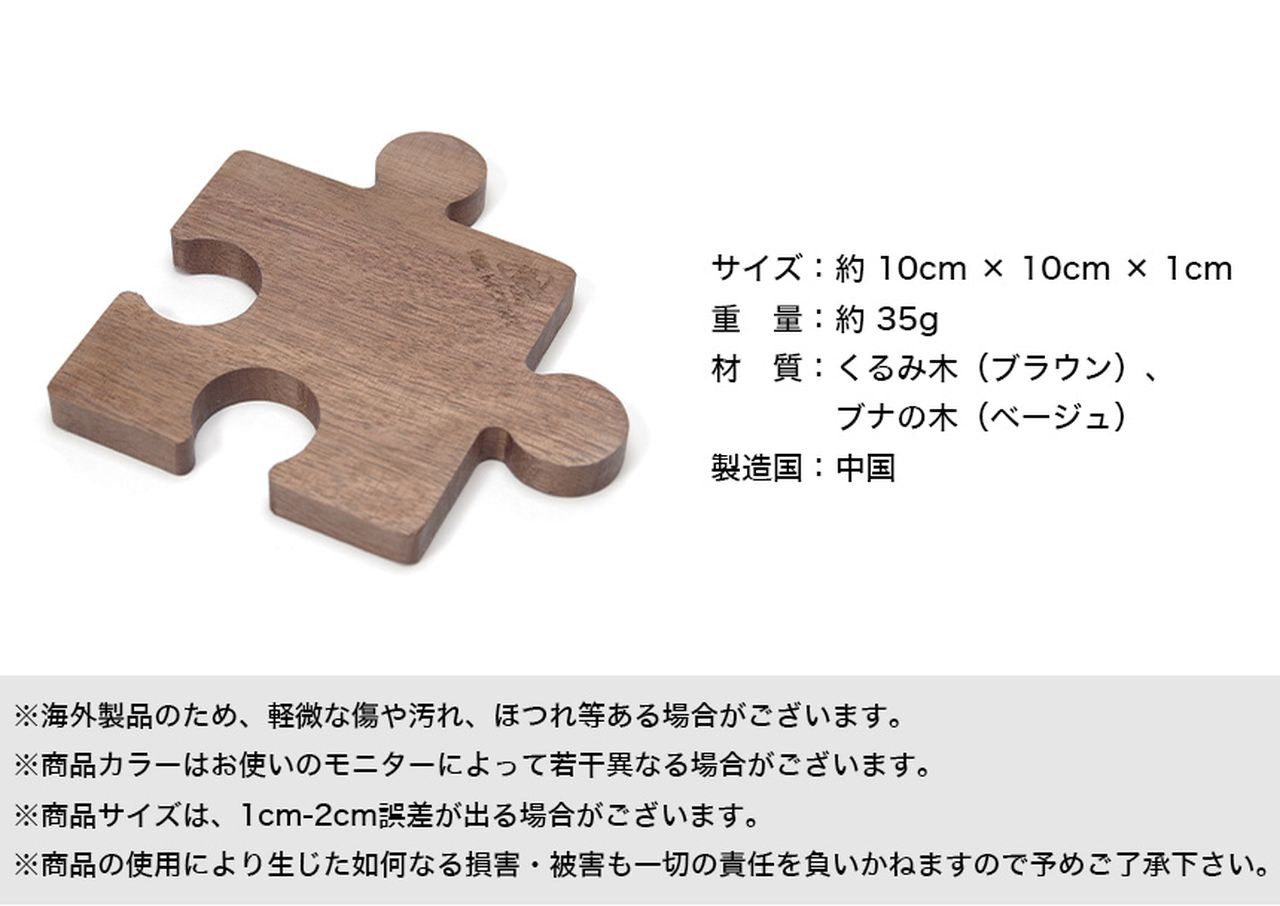 サイズ：約 10cm × 10cm × 1cm
重　量：約 35g
材　質：くるみ木（ブラウン）、
ブナの木（ベージュ）
製造国：中国
※海外製品のため、軽微な傷や汚れ、ほつれ等ある場合がございます。
※商品カラーはお使いのモニターによって若干異なる場合がございます。
※商品サイズは、1cm-2cm誤差が出る場合がございます。
※商品の使用により生じた如何なる損害・被害も一切の責任を負いかねますので予めご了承下さい。